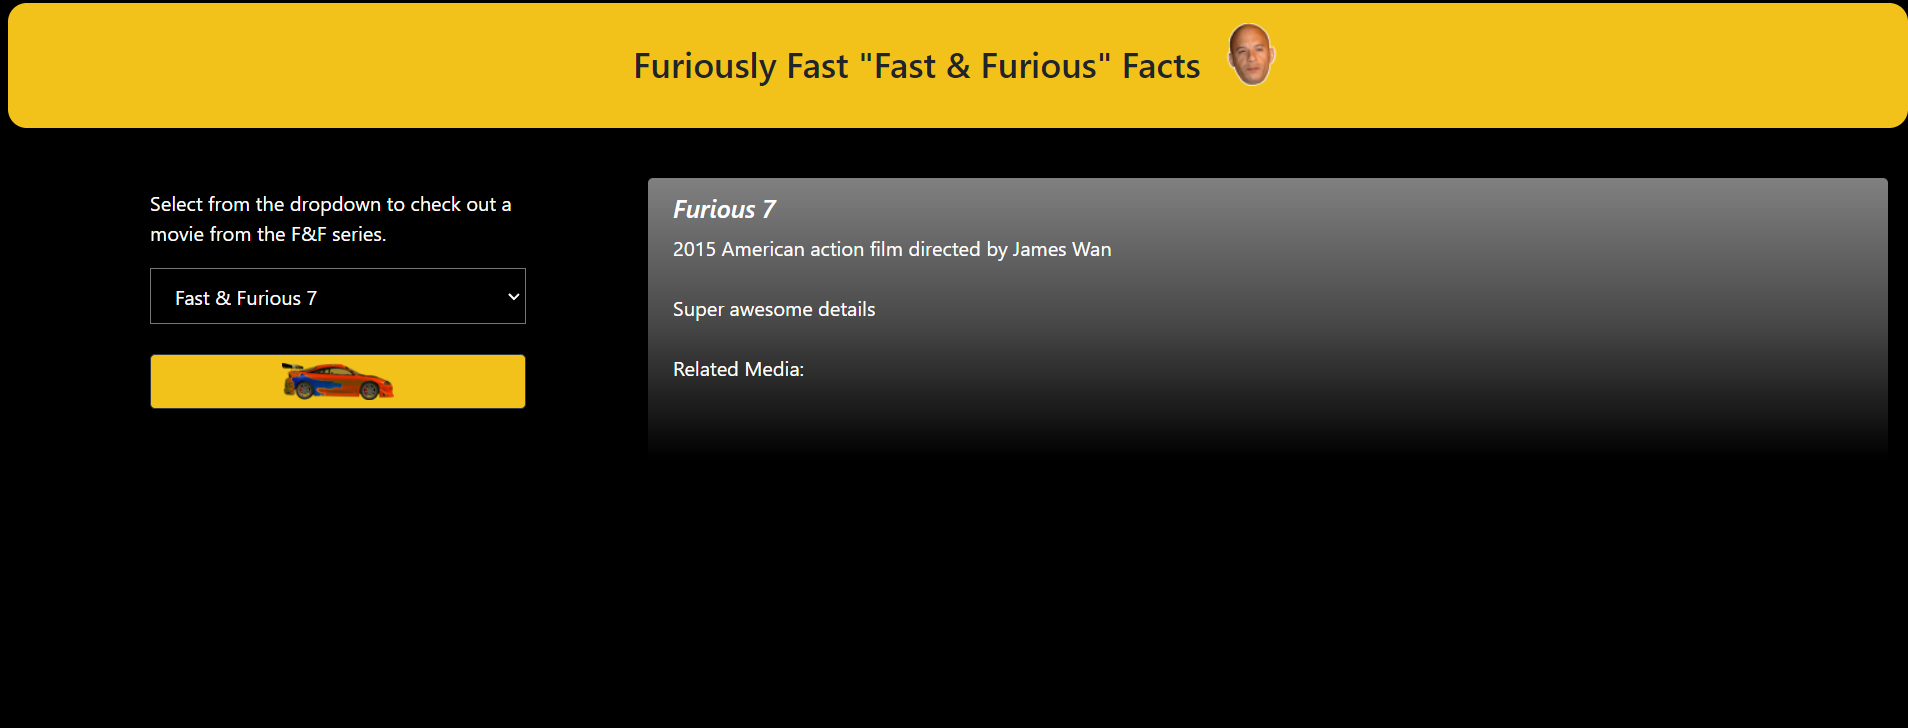 Furiously Fast "Fast & Furious" Facts
Select from the dropdown to check out a
movie from the F&F series.
Fast & Furious 7
Furious 7
2015 American action film directed by James Wan
Super awesome details
Related Media: